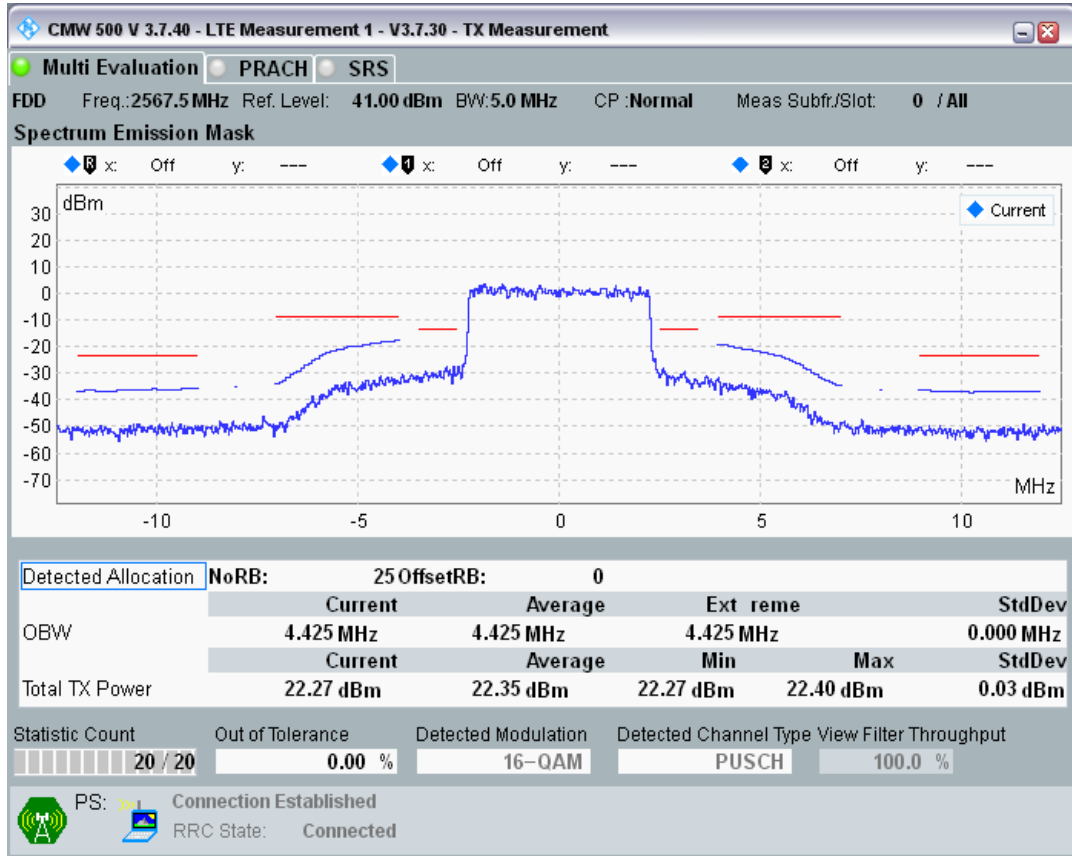 CMW 500 V 3.7.40 - LTE Measurement 1 - V3.7.30 - TX Measurement
Multi Evaluation PRACH SRS
FDD Freq.:2567.5 MHz Ref. Level: 41.00 dBm BW:5.0 MHz CP :Normal Meas Subfr./Slot: 0 / All
Spectrum Emission Mask
R x: Off y: --- 1 x: Off y: --- 2 x: Off y: ---
dBm
Current
30
20
10
0
-10
-20
-30
-40
-50
-60
-70
MHz
-10 -5 0 5 10
Detected Allocation NoRB: 25 OffsetRB: 0
Current Average Ext reme StdDev
OBW 4.425 MHz 4.425 MHz 4.425 MHz 0.000 MHz
Current Average Min Max StdDev
Total TX Power 22.27 dBm 22.35 dBm 22.27 dBm 22.40 dBm 0.03 dBm
Statistic Count Out of Tolerance Detected Modulation Detected Channel Type View Filter Throughput
20 / 20 0.00 % 16-QAM PUSCH 100.0 %
PS: Connection Established
RRC State: Connected